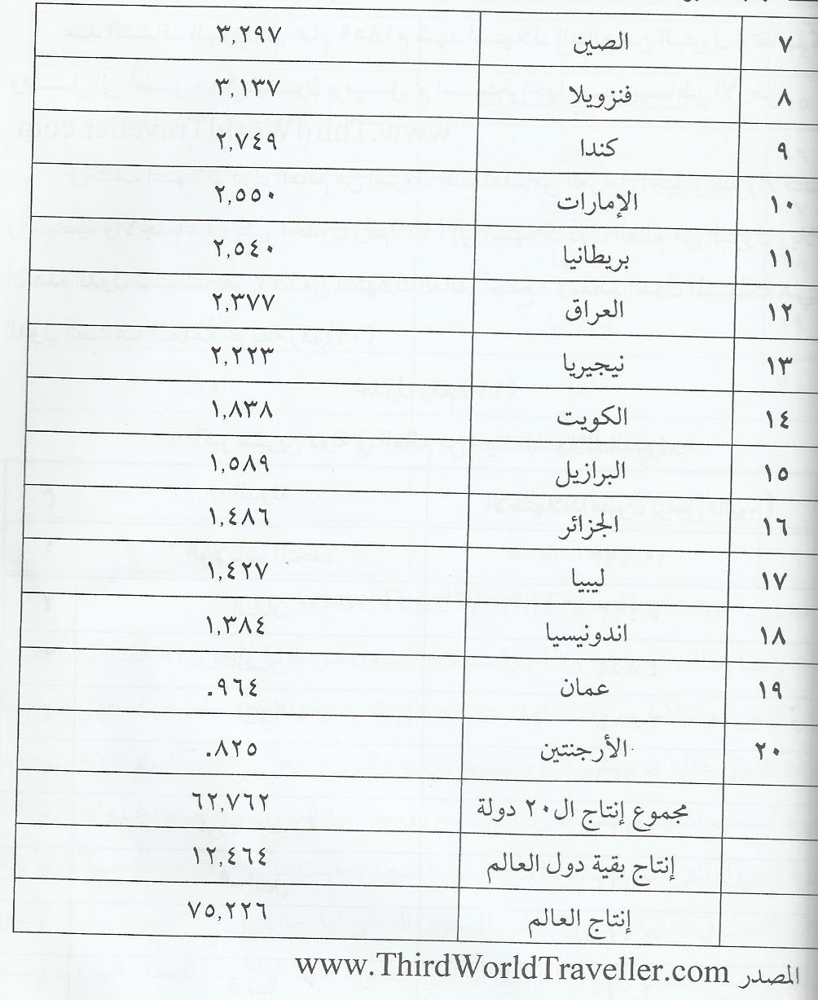 ٧ الصين ٣,٢٩٧
٨ فنزويلا ٣,١٣٧
٩ كندا ٢,٧٤٩
١٠ الإمارات ٢,٥٥٠
١١ بريطانيا ٢,٥٤٠
١٢ العراق ٢,٣٧٧
١٣ نيجيريا ٢,٢٢٣
١٤ الكويت ١,٨٣٨
١٥ البرازيل ١,٥٨٩
١٦ الجزائر ١,٤٨٦
١٧ ليبيا ١,٤٢٧
١٨ اندونيسيا ١,٣٨٤
١٩ عمان .٩٦٤
٢٠ الأرجنتين .٨٢٥
مجموع إنتاج ال٢٠ دولة ٦٢,٧٦٢
إنتاج بقية دول العالم ١٢,٤٦٤
إنتاج العالم ٧٥,٢٢٦
المصدر www.ThirdWorldTraveller.com